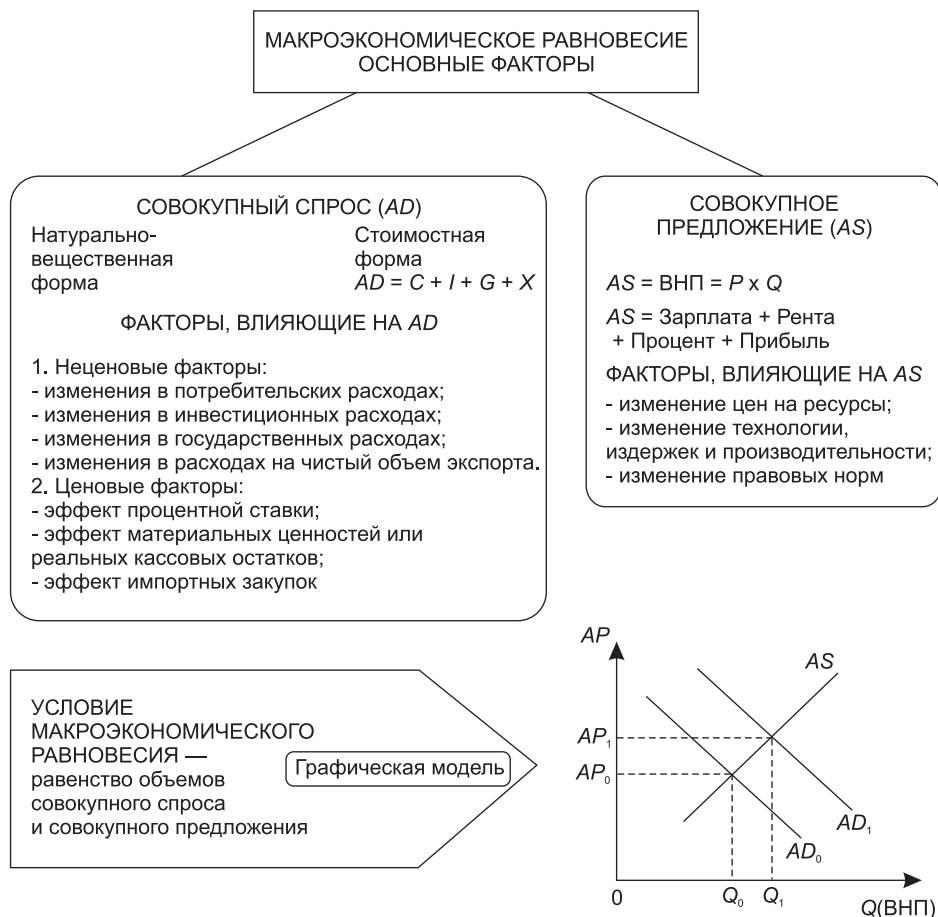 МАКРОЭКОНОМИЧЕСКОЕ РАВНОВЕСИЕ
ОСНОВНЫЕ ФАКТОРЫ
СОВОКУПНЫЙ СПРОС (AD)
Натурально-
вещественная
форма
Стоимостная
форма
AD = C + I + G + X
ФАКТОРЫ, ВЛИЯЮЩИЕ НА AD
1. Неценовые факторы:
- изменения в потребительских расходах;
- изменения в инвестиционных расходах;
- изменения в государственных расходах;
- изменения в расходах на чистый объем экспорта.
2. Ценовые факторы:
- эффект процентной ставки;
- эффект материальных ценностей или
реальных кассовых остатков;
- эффект импортных закупок
СОВОКУПНОЕ
ПРЕДЛОЖЕНИЕ (AS)
AS = ВНП = P x Q
AS = Зарплата + Рента
+ Процент + Прибыль
ФАКТОРЫ, ВЛИЯЮЩИЕ НА AS
- изменение цен на ресурсы;
- изменение технологии,
издержек и производительности;
- изменение правовых норм
УСЛОВИЕ
МАКРОЭКОНОМИЧЕСКОГО
РАВНОВЕСИЯ —
равенство объемов
совокупного спроса
и совокупного предложения
Графическая модель
AP
AS
AP₁
AP₀
AD₁
AD₀
0
Q₀
Q₁
Q(ВНП)